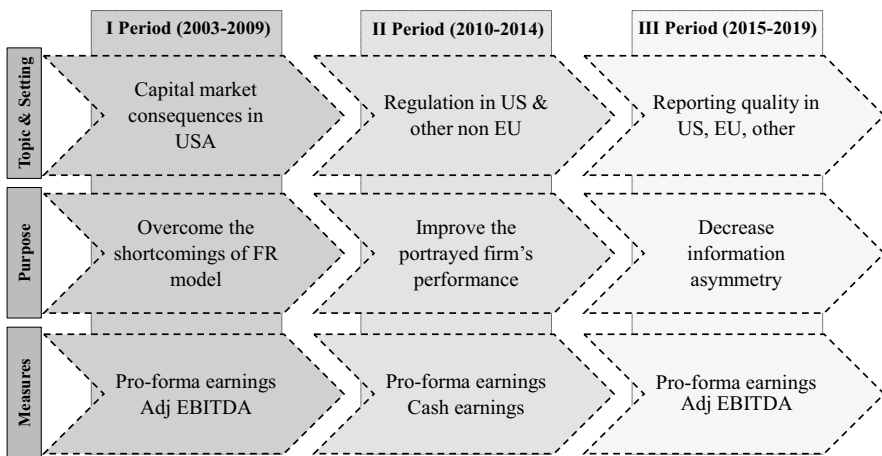 I Period (2003-2009)
II Period (2010-2014)
III Period (2015-2019)
Topic & Setting
Capital market
consequences in
USA
Regulation in US &
other non EU
Reporting quality in
US, EU, other
Purpose
Overcome the
shortcomings of FR
model
Improve the
portrayed firm's
performance
Decrease
information
asymmetry
Measures
Pro-forma earnings
Adj EBITDA
Pro-forma earnings
Cash earnings
Pro-forma earnings
Adj EBITDA